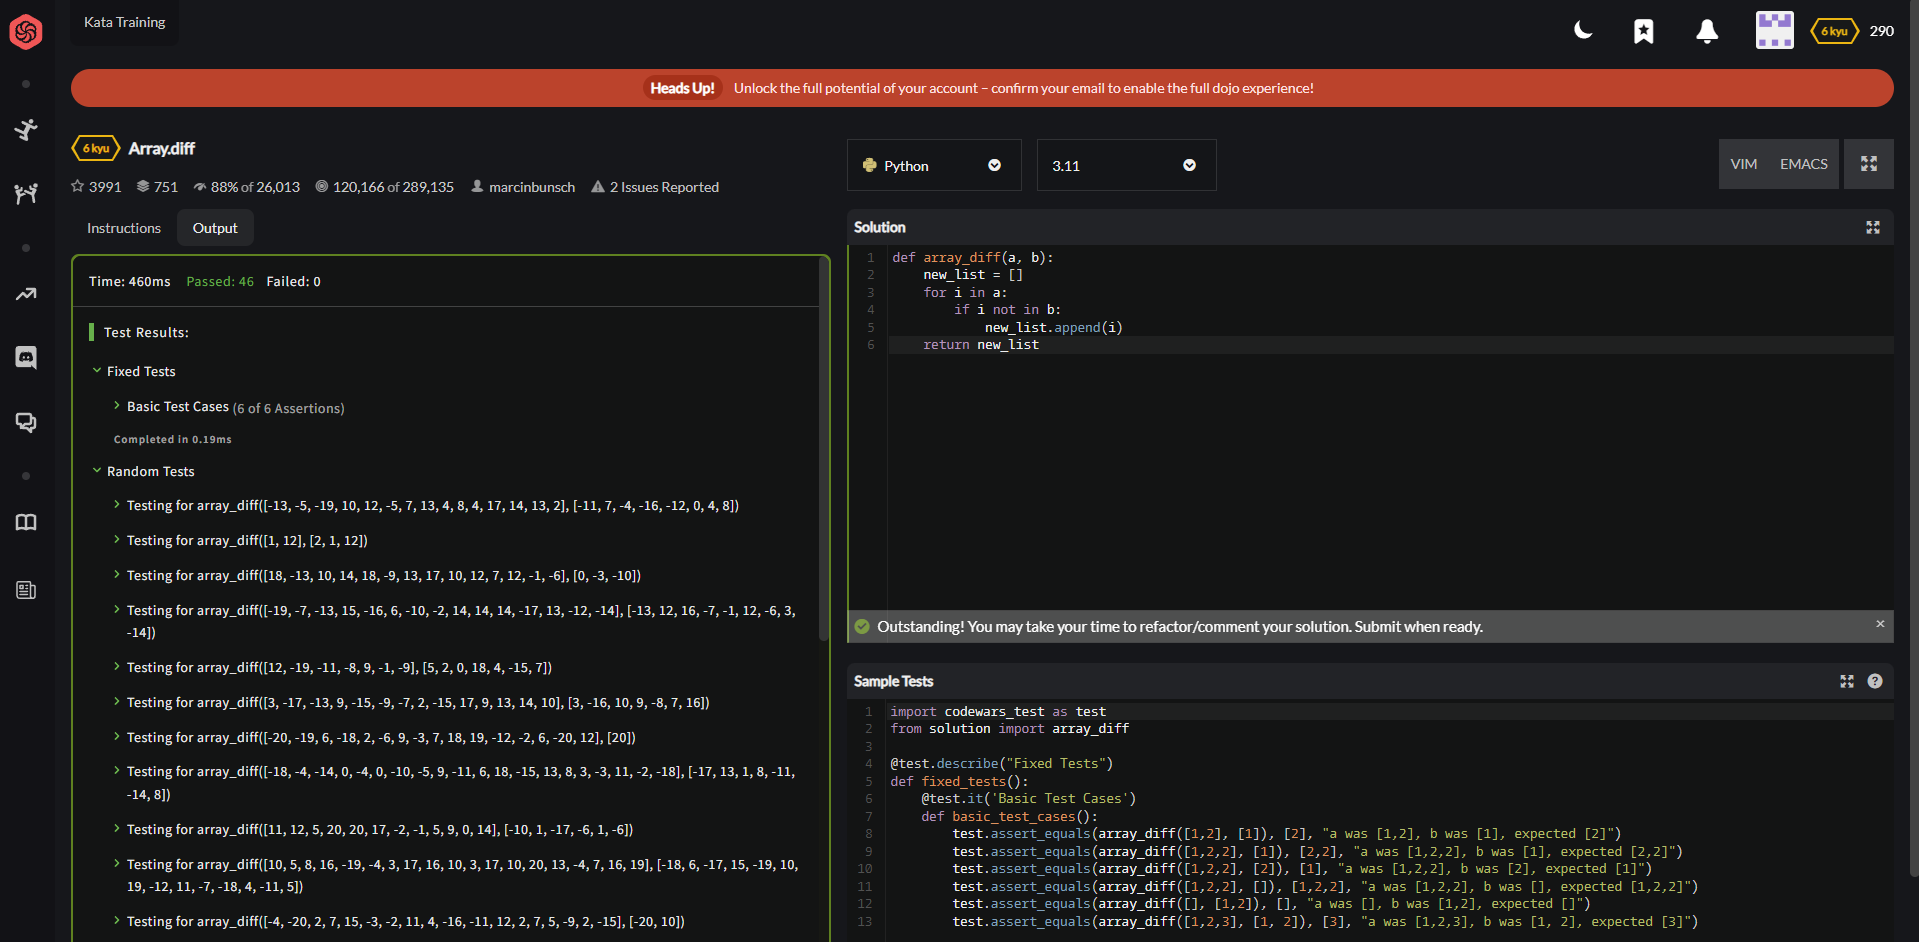 Kata Training
6 kyu
290
Heads Up! Unlock the full potential of your account – confirm your email to enable the full dojo experience!
6 kyu Array.diff
3991 751 88% of 26,013 120,166 of 289,135 marcinbunsch 2 Issues Reported
Instructions Output
Time: 460ms Passed: 46 Failed: 0
Test Results:
Fixed Tests
Basic Test Cases (6 of 6 Assertions)
Completed in 0.19ms
Random Tests
Testing for array_diff([-13, -5, -19, 10, 12, -5, 7, 13, 4, 8, 4, 17, 14, 13, 2], [-11, 7, -4, -16, -12, 0, 4, 8])
Testing for array_diff([1, 12], [2, 1, 12])
Testing for array_diff([18, -13, 10, 14, 18, -9, 13, 17, 10, 12, 7, 12, -1, -6], [0, -3, -10])
Testing for array_diff([-19, -7, -13, 15, -16, 6, -10, -2, 14, 14, 14, -17, 13, -12, -14], [-13, 12, 16, -7, -1, 12, -6, 3,
-14])
Testing for array_diff([12, -19, -11, -8, 9, -1, -9], [5, 2, 0, 18, 4, -15, 7])
Testing for array_diff([3, -17, -13, 9, -15, -9, -7, 2, -15, 17, 9, 13, 14, 10], [3, -16, 10, 9, -8, 7, 16])
Testing for array_diff([-20, -19, 6, -18, 2, -6, 9, -3, 7, 18, 19, -12, -2, 6, -20, 12], [20])
Testing for array_diff([-18, -4, -14, 0, -4, 0, -10, -5, 9, -11, 6, 18, -15, 13, 8, 3, -3, 11, -2, -18], [-17, 13, 1, 8, -11,
-14, 8])
Testing for array_diff([11, 12, 5, 20, 20, 17, -2, -1, 5, 9, 0, 14], [-10, 1, -17, -6, 1, -6])
Testing for array_diff([10, 5, 8, 16, -19, -4, 3, 17, 16, 10, 3, 17, 10, 20, 13, -4, 7, 16, 19], [-18, 6, -17, 15, -19, 10,
19, -12, 11, -7, -18, 4, -11, 5])
Testing for array_diff([-4, -20, 2, 7, 15, -3, -2, 11, 4, -16, -11, 12, 2, 7, 5, -9, 2, -15], [-20, 10])
Python
3.11
VIM EMACS
Solution
1 def array_diff(a, b):
2 new_list = []
3 for i in a:
4 if i not in b:
5 new_list.append(i)
6 return new_list
Outstanding! You may take your time to refactor/comment your solution. Submit when ready. ×
Sample Tests
1 import codewars_test as test
2 from solution import array_diff
3
4 @test.describe("Fixed Tests")
5 def fixed_tests():
6 @test.it('Basic Test Cases')
7 def basic_test_cases():
8 test.assert_equals(array_diff([1,2], [1]), [2], "a was [1,2], b was [1], expected [2]")
9 test.assert_equals(array_diff([1,2,2], [1]), [2,2], "a was [1,2,2], b was [1], expected [2,2]")
10 test.assert_equals(array_diff([1,2,2], [2]), [1], "a was [1,2,2], b was [2], expected [1]")
11 test.assert_equals(array_diff([1,2,2], []), [1,2,2], "a was [1,2,2], b was [], expected [1,2,2]")
12 test.assert_equals(array_diff([], [1,2]), [], "a was [], b was [1,2], expected []")
13 test.assert_equals(array_diff([1,2,3], [1, 2]), [3], "a was [1,2,3], b was [1, 2], expected [3]")